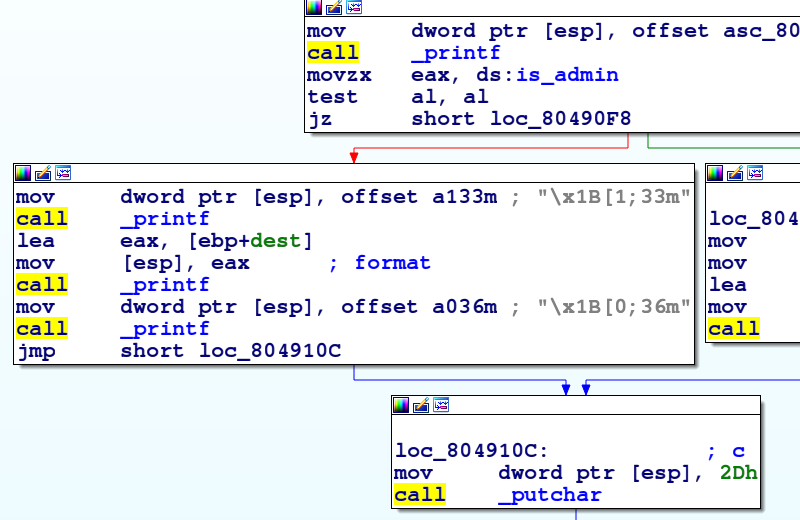 mov dword ptr [esp], offset asc_80
call _printf
movzx eax, ds:is_admin
test al, al
jz short loc_80490F8
mov dword ptr [esp], offset a133m ; "\x1B[1;33m"
call _printf
lea eax, [ebp+dest]
mov [esp], eax ; format
call _printf
mov dword ptr [esp], offset a036m ; "\x1B[0;36m"
call _printf
jmp short loc_804910C
loc_804
mov
mov
lea
mov
call
loc_804910C: ; c
mov dword ptr [esp], 2Dh
call _putchar